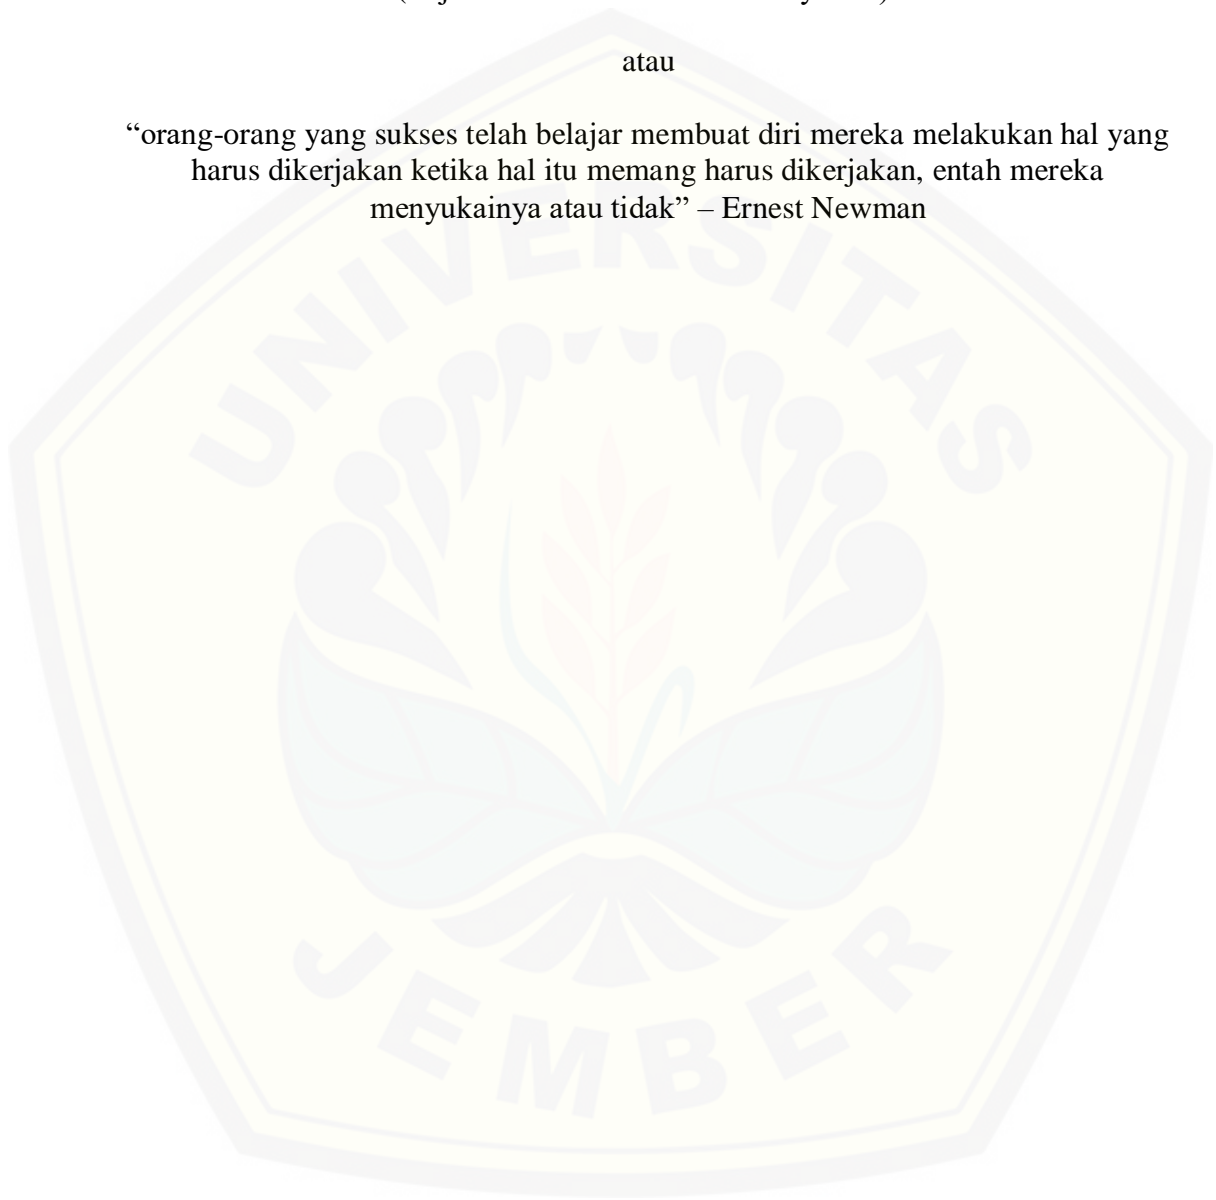 atau
“orang-orang yang sukses telah belajar membuat diri mereka melakukan hal yang
harus dikerjakan ketika hal itu memang harus dikerjakan, entah mereka
menyukainya atau tidak” – Ernest Newman
UNIVERSITAS
JEMBER